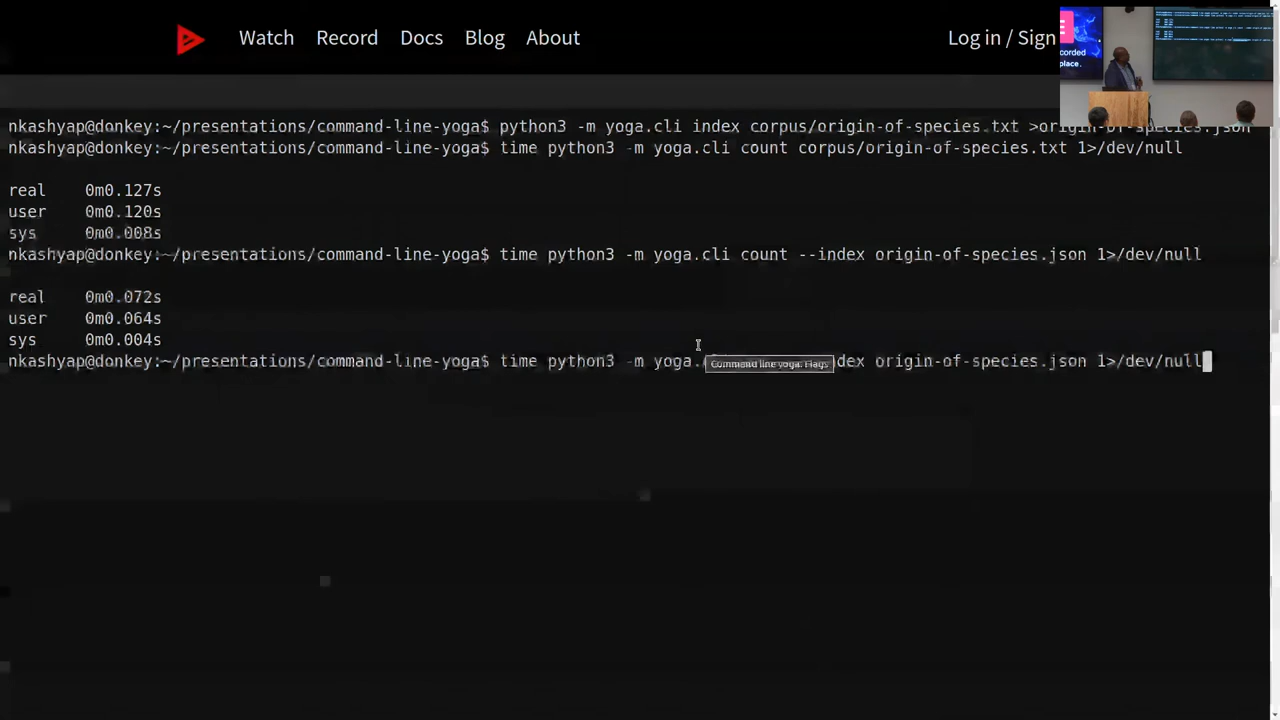 Watch Record Docs Blog About Log in / Sign
nkashyap@donkey:~/presentations/command-line-yoga$ python3 -m yoga.cli index corpus/origin-of-species.txt >origin-of-species.json
nkashyap@donkey:~/presentations/command-line-yoga$ time python3 -m yoga.cli count corpus/origin-of-species.txt 1>/dev/null
real 0m0.127s
user 0m0.120s
sys 0m0.008s
nkashyap@donkey:~/presentations/command-line-yoga$ time python3 -m yoga.cli count --index origin-of-species.json 1>/dev/null
real 0m0.072s
user 0m0.064s
sys 0m0.004s
nkashyap@donkey:~/presentations/command-line-yoga$ time python3 -m yoga. dex origin-of-species.json 1>/dev/null
Command line yoga: Flags
E
orded
place.